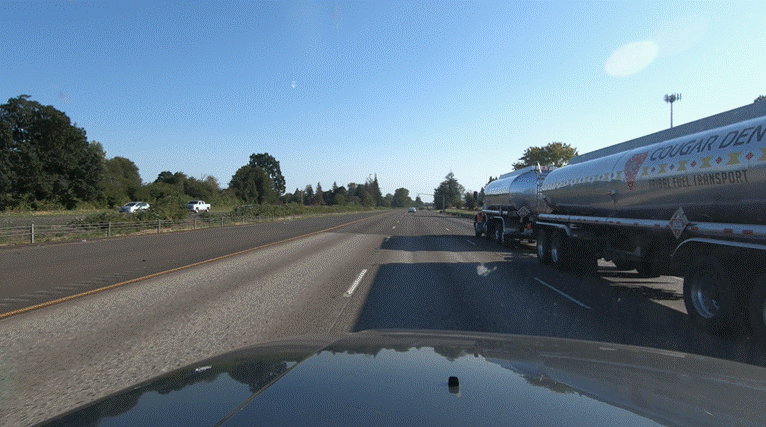 COUGAR DEN
TRIBAL FUEL TRANSPORT